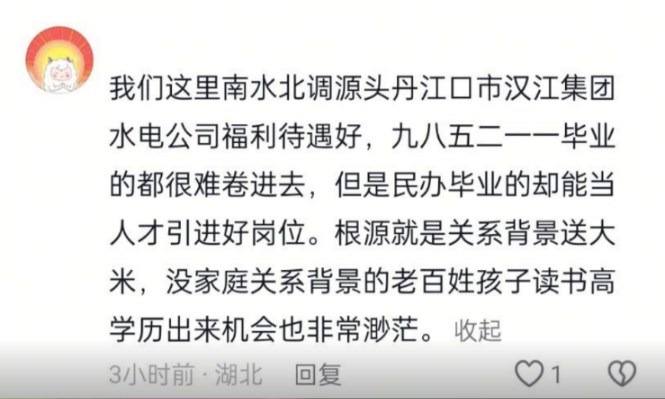 我们这里南水北调源头丹江口市汉江集团
水电公司福利待遇好，九八五二一一毕业
的都很难卷进去，但是民办毕业的却能当
人才引进好岗位。根源就是关系背景送大
米，没家庭关系背景的老百姓孩子读书高
学历出来机会也非常渺茫。 收起
3小时前 · 湖北 回复 1